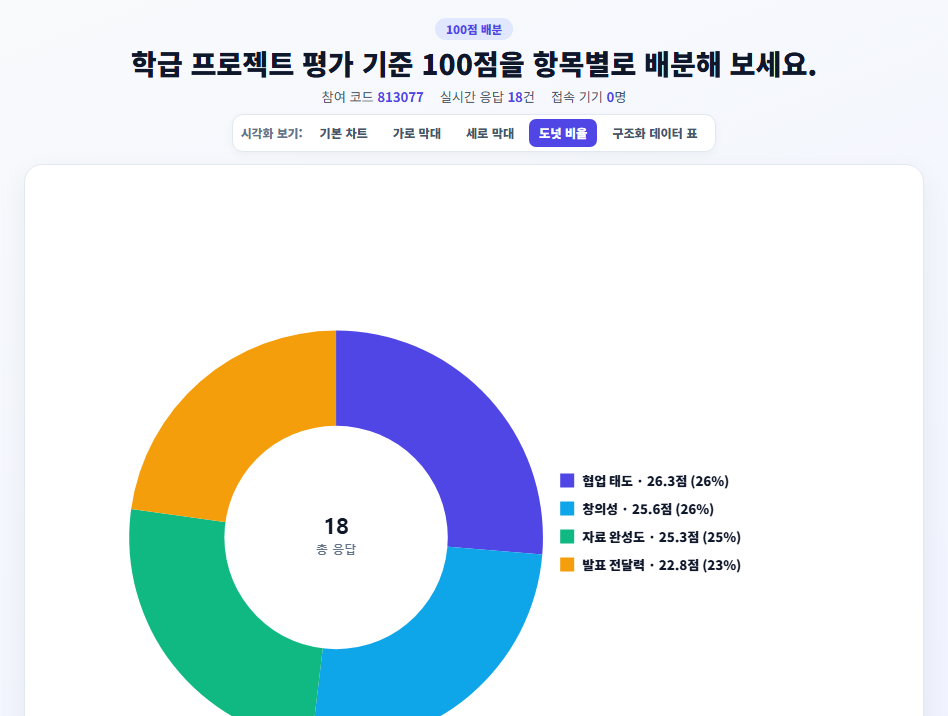 100점 배분
학급 프로젝트 평가 기준 100점을 항목별로 배분해 보세요.
참여 코드 813077 실시간 응답 18건 접속 기기 0명
시각화 보기: 기본 차트 가로 막대 세로 막대 도넛 비율 구조화 데이터 표
18
총 응답
협업 태도 · 26.3점 (26%)
창의성 · 25.6점 (26%)
자료 완성도 · 25.3점 (25%)
발표 전달력 · 22.8점 (23%)